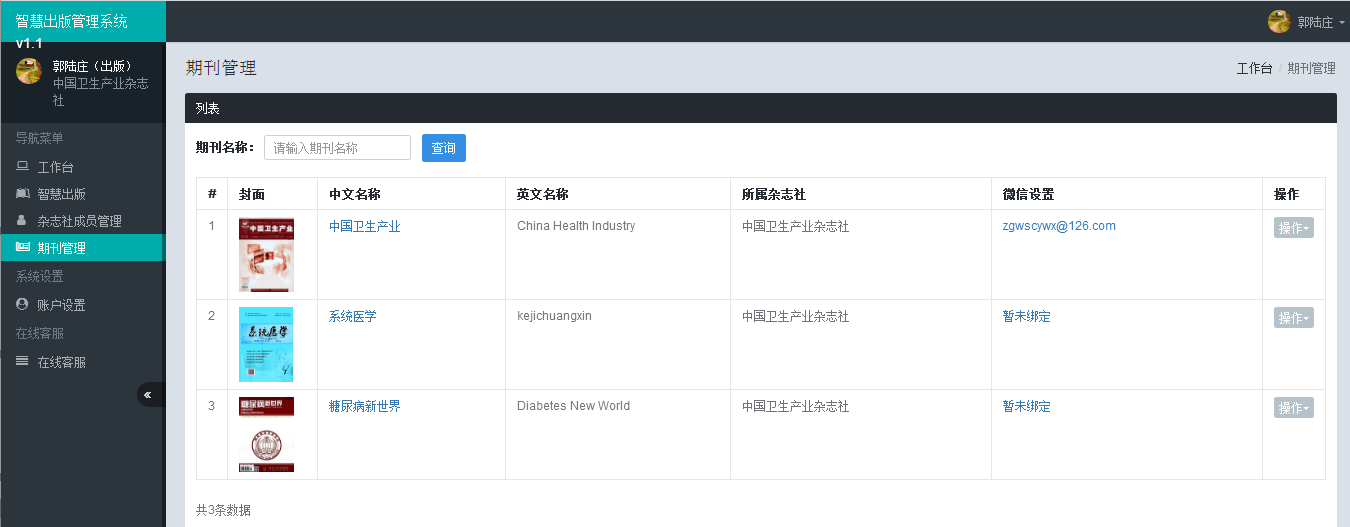 智慧出版管理系统
v1.1
郭陆庄
郭陆庄（出版）
中国卫生产业杂志
社
导航菜单
工作台
智慧出版
杂志社成员管理
期刊管理
系统设置
账户设置
在线客服
在线客服
«
期刊管理
工作台 / 期刊管理
列表
期刊名称： 请输入期刊名称 查询
# 封面 中文名称 英文名称 所属杂志社 微信设置 操作
1 中国卫生产业 中国卫生产业 China Health Industry 中国卫生产业杂志社 zgwscywx@126.com 操作
2 系统医学 系统医学 kejichuangxin 中国卫生产业杂志社 暂未绑定 操作
3 糖尿病新世界 糖尿病新世界 Diabetes New World 中国卫生产业杂志社 暂未绑定 操作
共3条数据